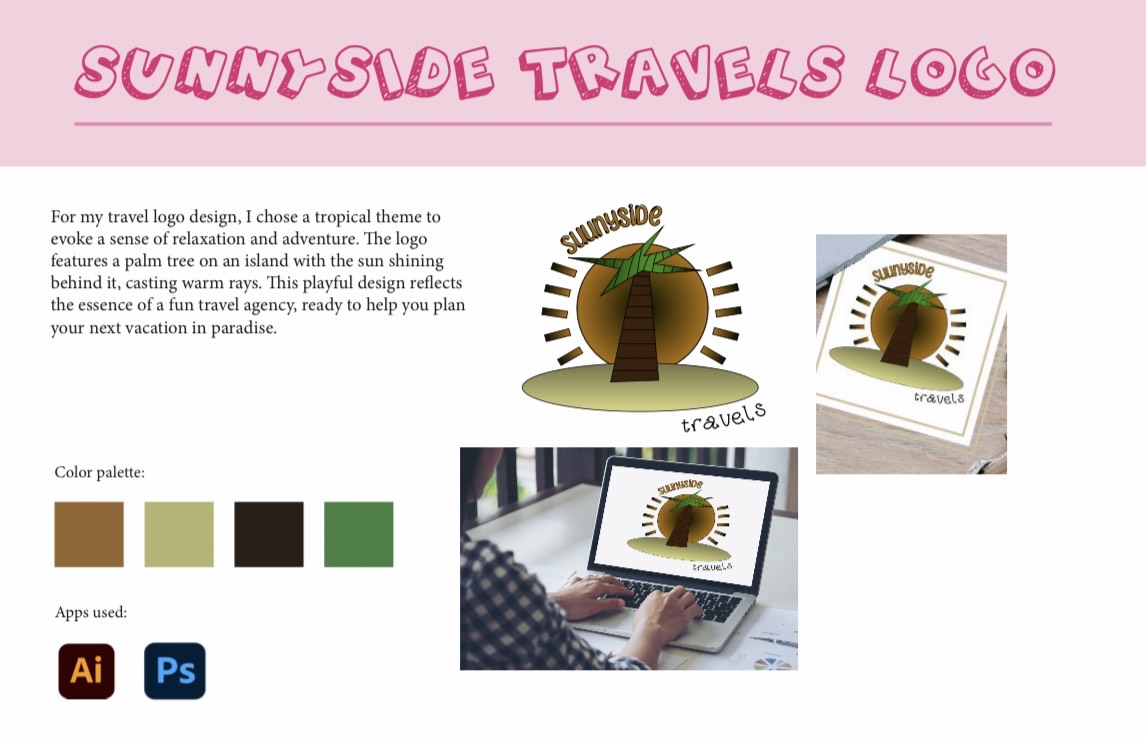 SUNNYSIDE TRAVELS LOGO
For my travel logo design, I chose a tropical theme to
evoke a sense of relaxation and adventure. The logo
features a palm tree on an island with the sun shining
behind it, casting warm rays. This playful design reflects
the essence of a fun travel agency, ready to help you plan
your next vacation in paradise.
sunnyside
travels
sunnyside
travels
sunnyside
travels
Color palette:
Apps used:
Ai
Ps